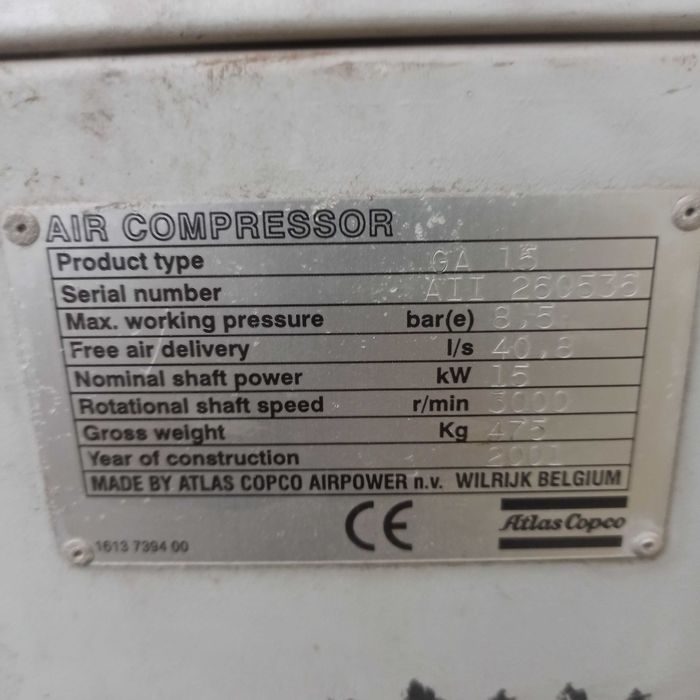 AIR COMPRESSOR
Product type GA 15
Serial number AII 260536
Max. working pressure bar(e) 8,5
Free air delivery l/s 40,8
Nominal shaft power kW 15
Rotational shaft speed r/min 3000
Gross weight Kg 475
Year of construction 2001
MADE BY ATLAS COPCO AIRPOWER n.v. WILRIJK BELGIUM
CE
Atlas Copco
1613 7394 00